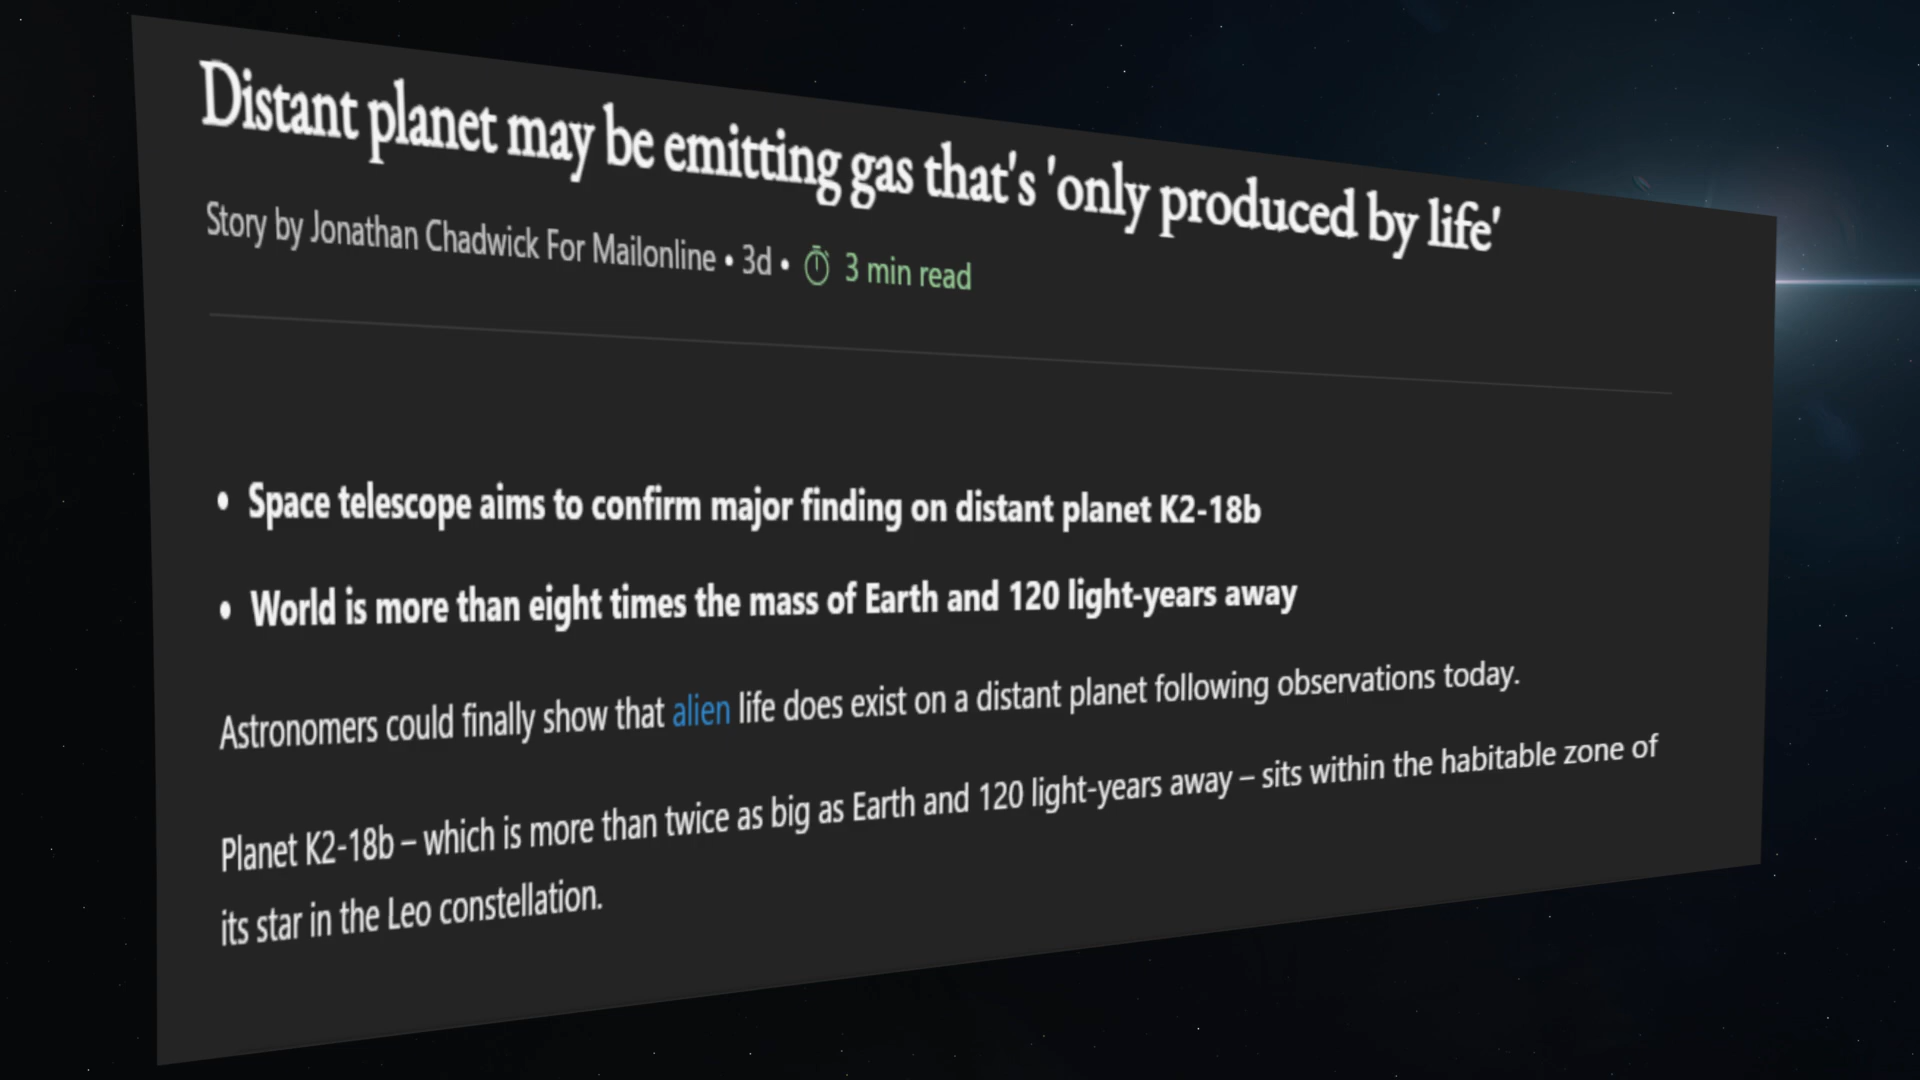 Distant planet may be emitting gas that's 'only produced by life'
Story by Jonathan Chadwick For Mailonline • 3d • 3 min read
• Space telescope aims to confirm major finding on distant planet K2-18b
• World is more than eight times the mass of Earth and 120 light-years away
Astronomers could finally show that alien life does exist on a distant planet following observations today.
Planet K2-18b – which is more than twice as big as Earth and 120 light-years away – sits within the habitable zone of
its star in the Leo constellation.